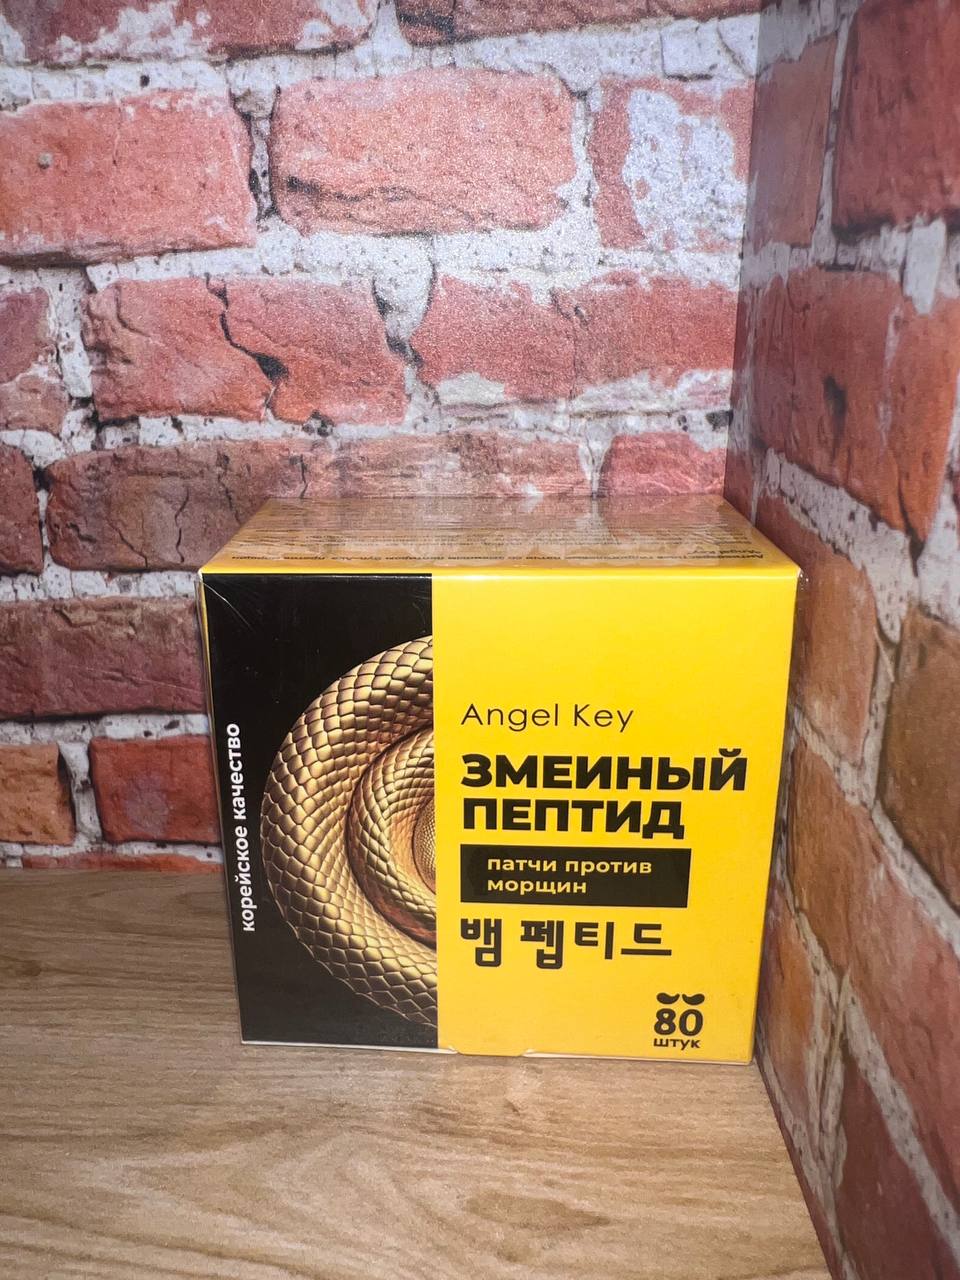 Angel Key
ЗМЕИНЫЙ
ПЕПТИД
патчи против
морщин
뱀 펩티드
80
штук
корейское качество